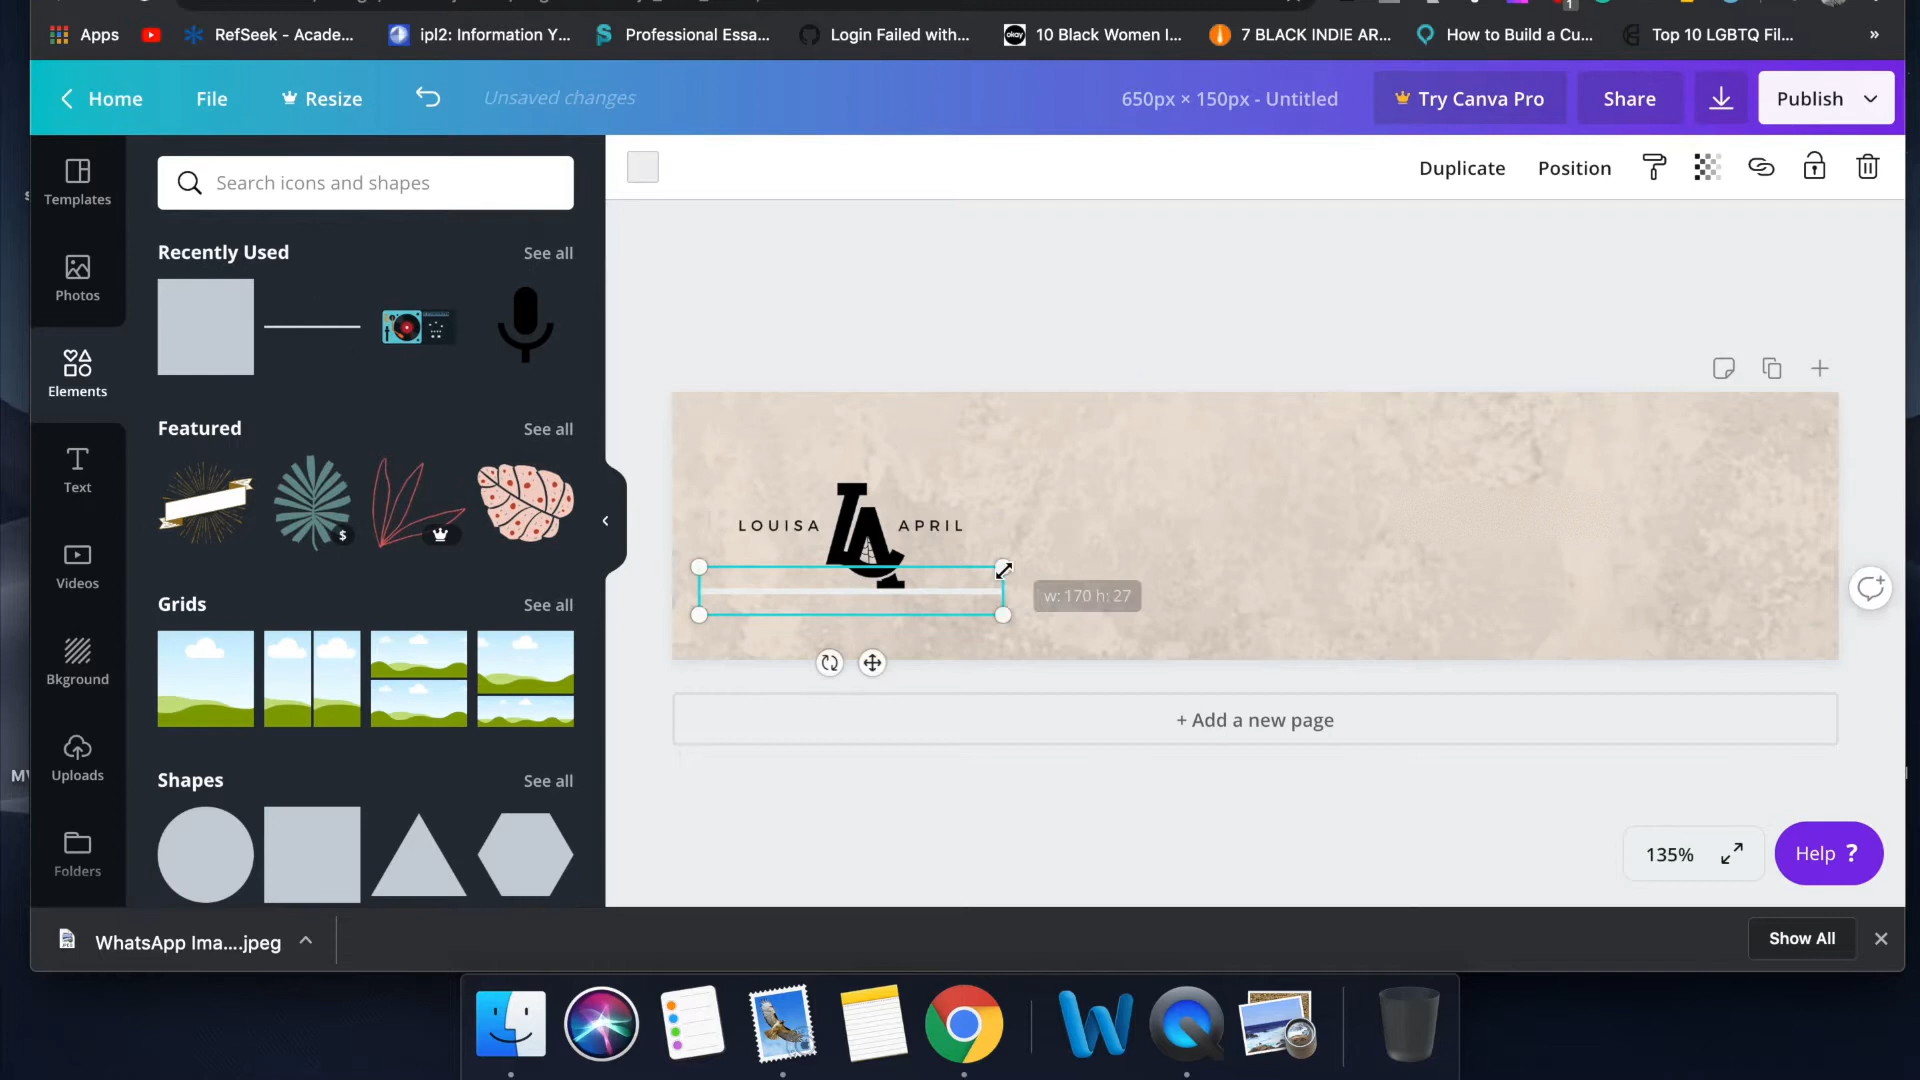 Apps
RefSeek - Acade...
ipl2: Information Y...
Professional Essa...
Login Failed with...
10 Black Women I...
7 BLACK INDIE AR...
How to Build a Cu...
Top 10 LGBTQ Fil...
»
Home
File
Resize
Unsaved changes
650px × 150px - Untitled
Try Canva Pro
Share
Publish
Templates
Photos
Elements
Text
Videos
Bkground
Uploads
Folders
Search icons and shapes
Recently Used
See all
Featured
See all
$
Grids
See all
Shapes
See all
Duplicate
Position
LOUISA LA APRIL
w: 170 h: 27
+ Add a new page
135%
Help ?
WhatsApp Ima....jpeg
Show All